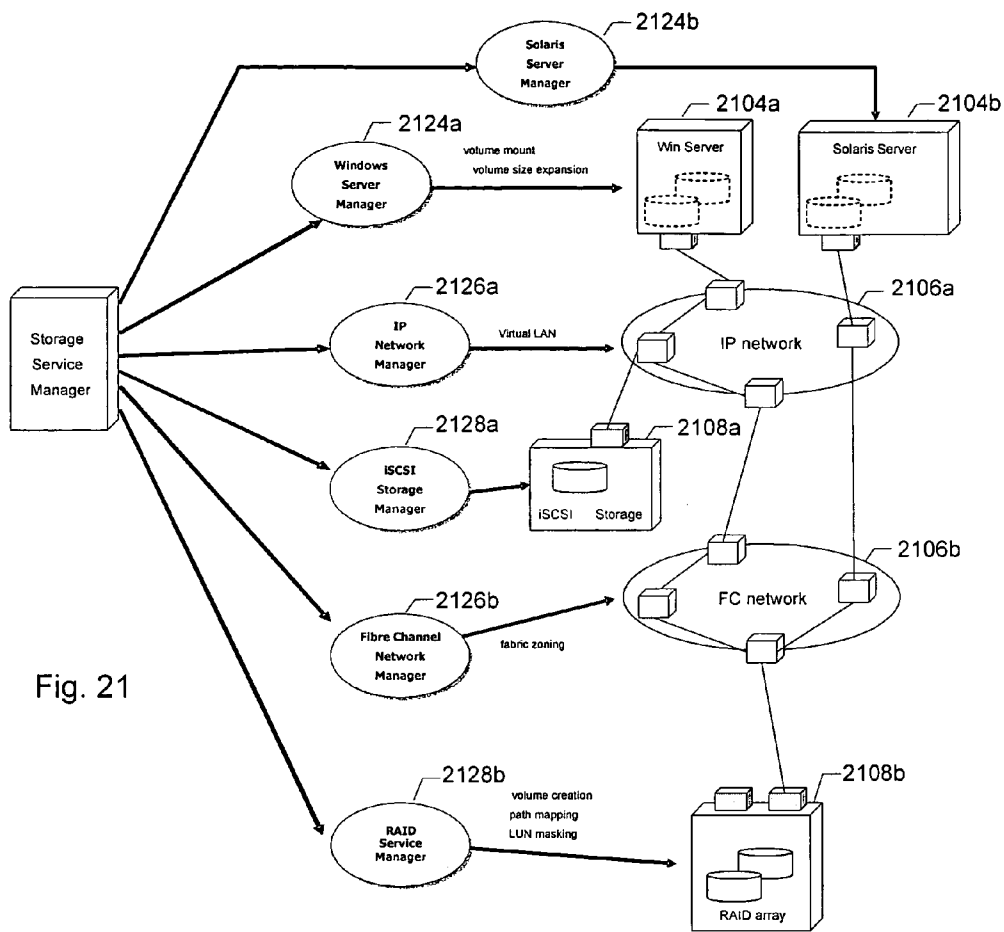 2124b
Solaris
Server
Manager
2104a
2104b
2124a
Win Server
Solaris Server
volume mount
volume size expansion
Windows
Server
Manager
2126a
2106a
IP
Network
Manager
Virtual LAN
IP network
Storage
Service
Manager
2128a
2108a
iSCSI
Storage
Manager
iSCSI Storage
2106b
2126b
FC network
Fibre Channel
Network
Manager
fabric zoning
Fig. 21
2128b
2108b
volume creation
path mapping
LUN masking
RAID
Service
Manager
RAID array